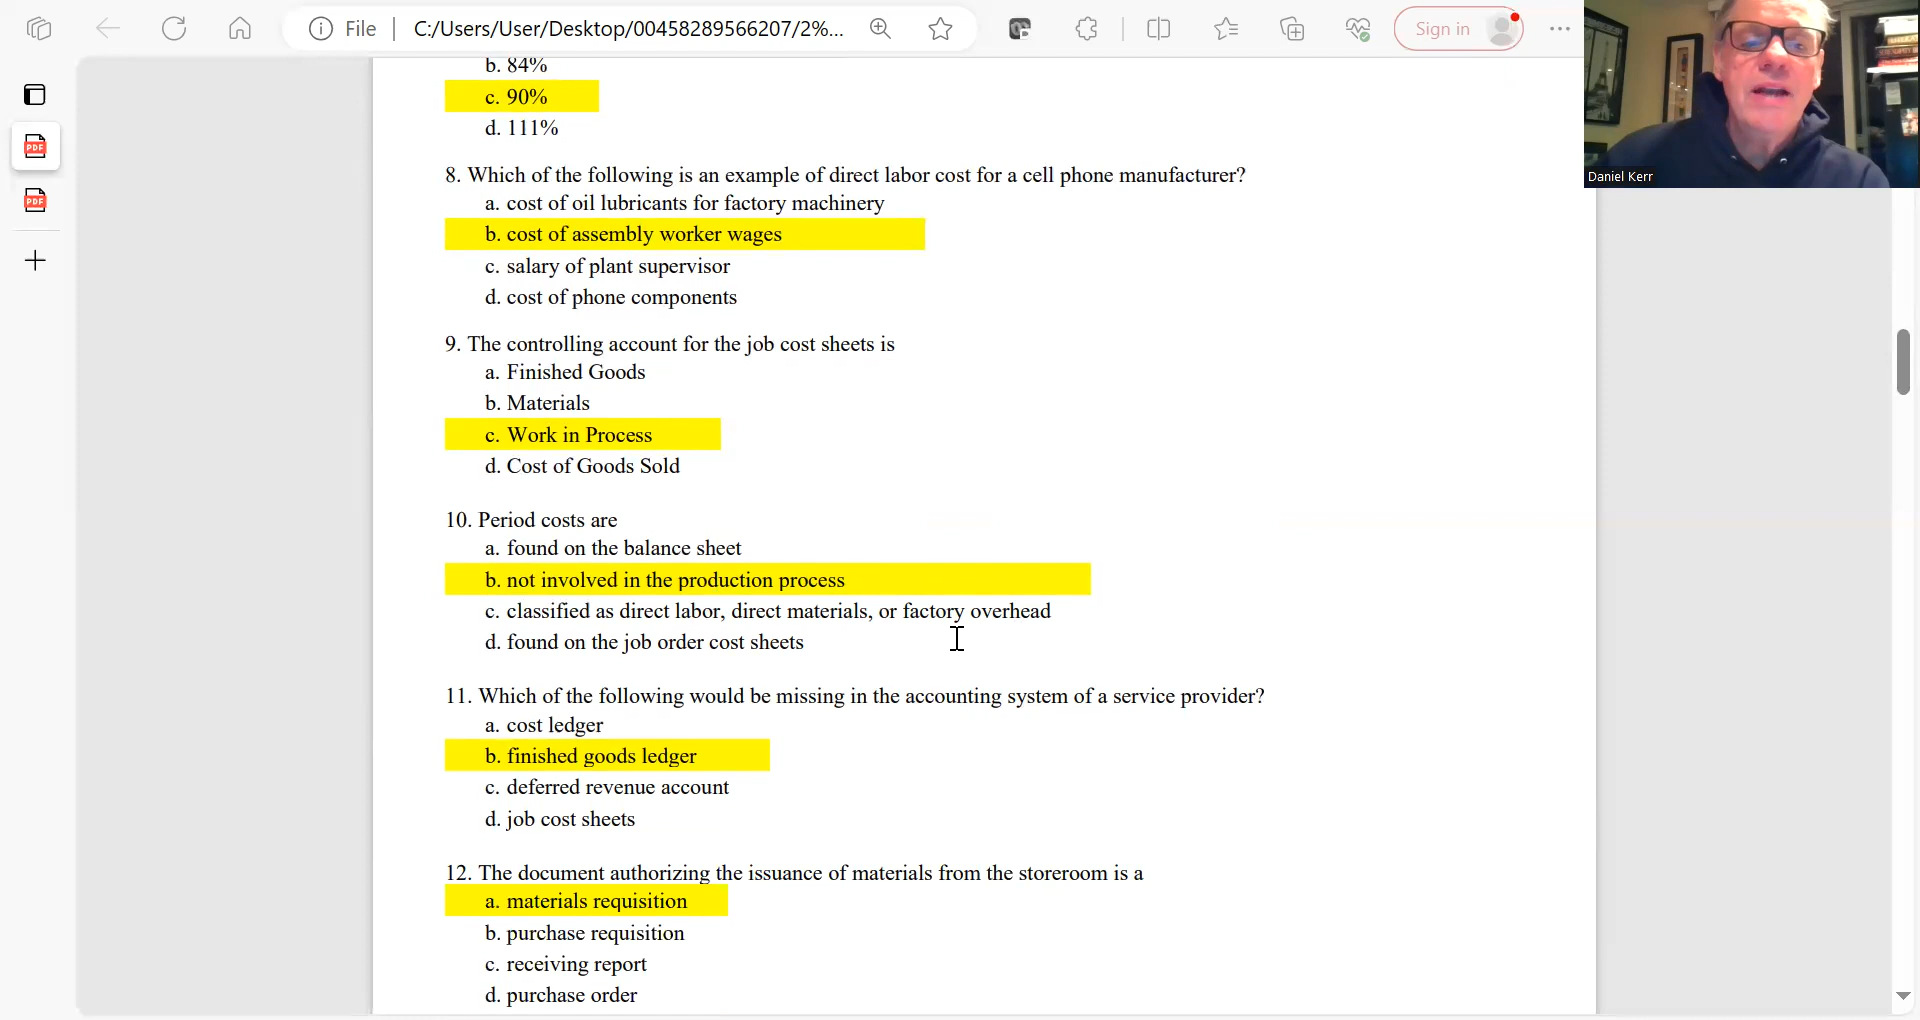 File
C:/Users/User/Desktop/00458289566207/2%...
Sign in
Daniel Kerr
b. 84%
c. 90%
d. 111%
8. Which of the following is an example of direct labor cost for a cell phone manufacturer?
a. cost of oil lubricants for factory machinery
b. cost of assembly worker wages
c. salary of plant supervisor
d. cost of phone components
9. The controlling account for the job cost sheets is
a. Finished Goods
b. Materials
c. Work in Process
d. Cost of Goods Sold
10. Period costs are
a. found on the balance sheet
b. not involved in the production process
c. classified as direct labor, direct materials, or factory overhead
d. found on the job order cost sheets
11. Which of the following would be missing in the accounting system of a service provider?
a. cost ledger
b. finished goods ledger
c. deferred revenue account
d. job cost sheets
12. The document authorizing the issuance of materials from the storeroom is a
a. materials requisition
b. purchase requisition
c. receiving report
d. purchase order
PDF
PDF